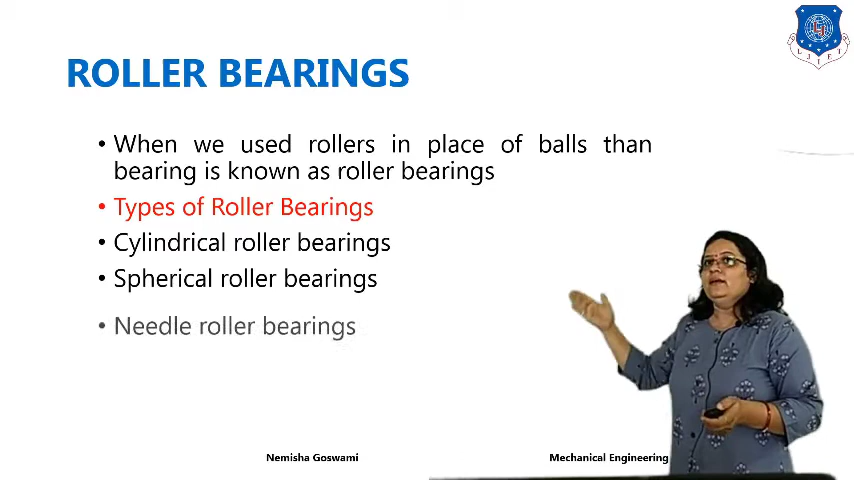 LJIET
ROLLER BEARINGS
• When we used rollers in place of balls than
bearing is known as roller bearings
• Types of Roller Bearings
• Cylindrical roller bearings
• Spherical roller bearings
• Needle roller bearings
Nemisha Goswami
Mechanical Engineering